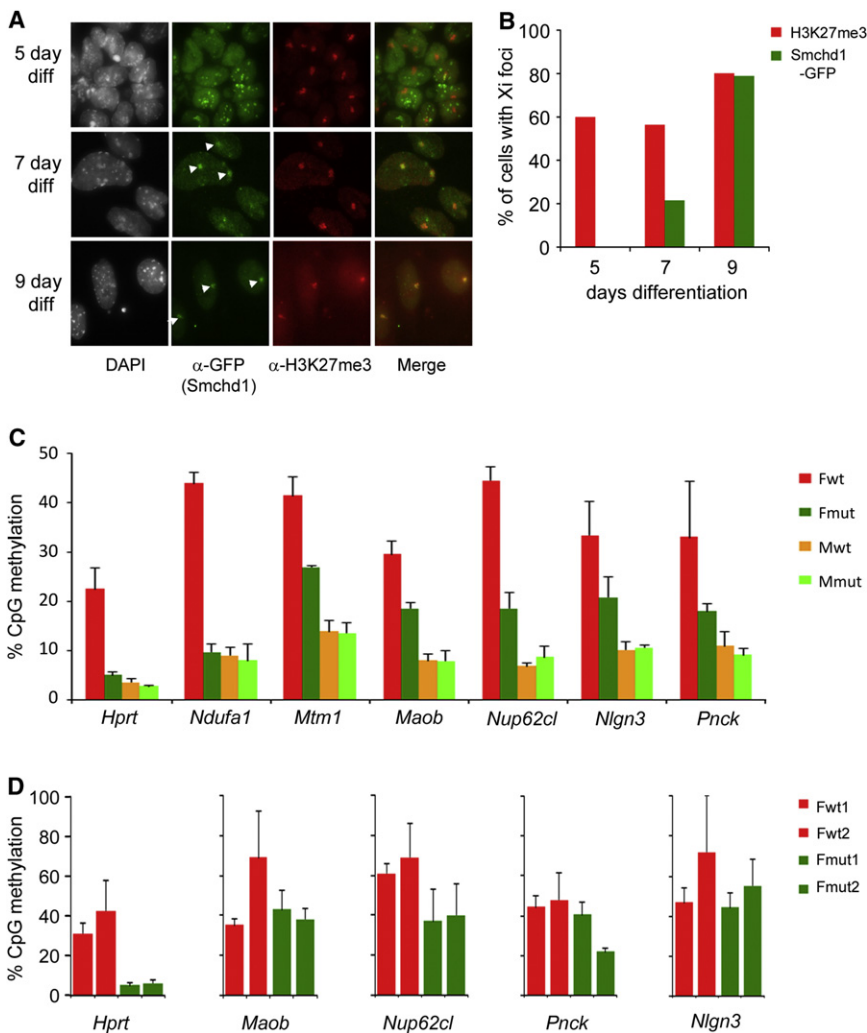 A
5 day
diff
7 day
diff
9 day
diff
DAPI
α-GFP
(Smchd1)
α-H3K27me3
Merge
B
% of cells with Xi foci
100
80
60
40
20
0
5 7 9
days differentiation
H3K27me3
Smchd1
-GFP
C
% CpG methylation
50
40
30
20
10
0
Hprt Ndufa1 Mtm1 Maob Nup62cl Nlgn3 Pnck
Fwt
Fmut
Mwt
Mmut
D
% CpG methylation
100
80
60
40
20
0
Hprt Maob Nup62cl Pnck Nlgn3
Fwt1
Fwt2
Fmut1
Fmut2